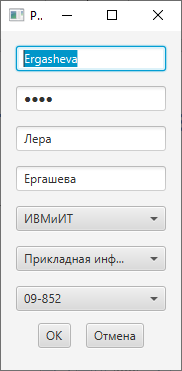 Р..
Ergasheva
••••
Лера
Ергашева
ИВМиИТ
Прикладная инф...
09-852
OK
Отмена